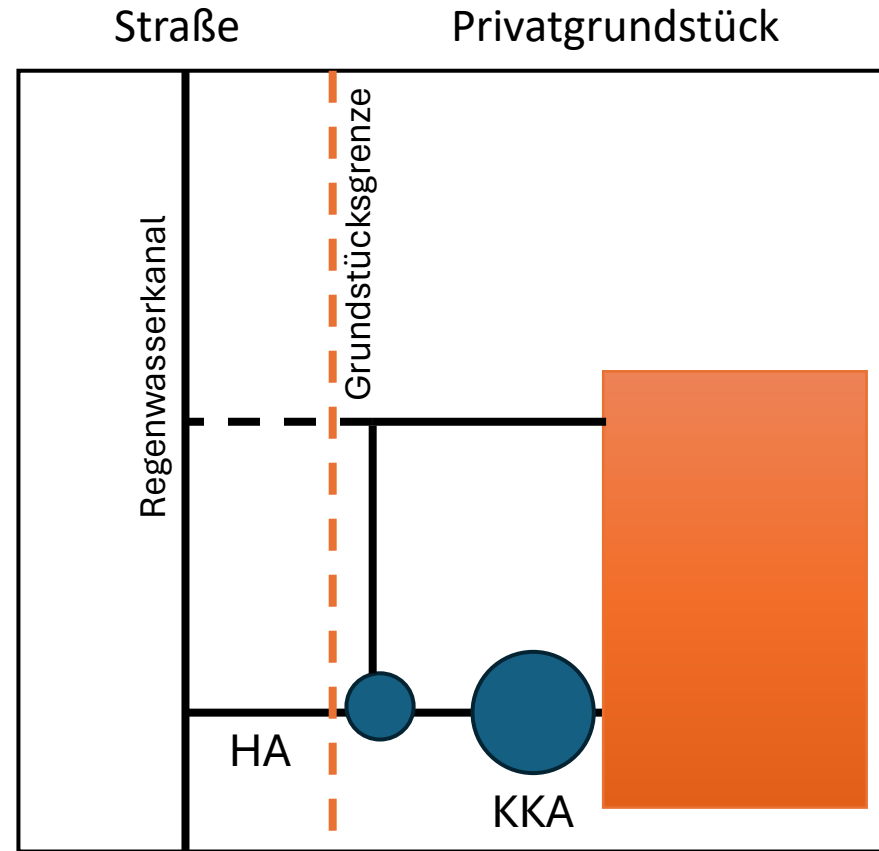 Straße
Privatgrundstück
Regenwasserkanal
Grundstücksgrenze
HA
KKA